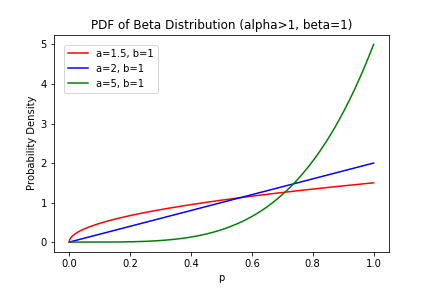 PDF of Beta Distribution (alpha>1, beta=1)
a=1.5, b=1
a=2, b=1
a=5, b=1
Probability Density
5
4
3
2
1
0
0.0 0.2 0.4 0.6 0.8 1.0
p